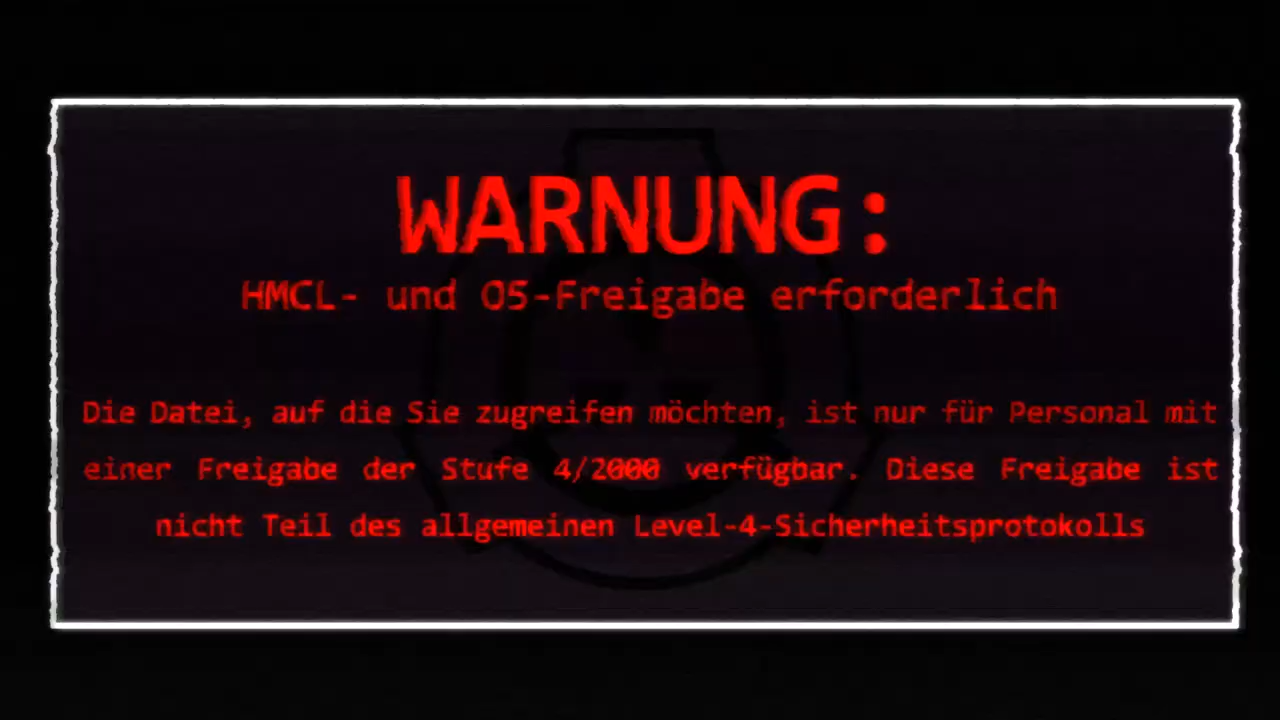 WARNUNG:
HMCL- und O5-Freigabe erforderlich
Die Datei, auf die Sie zugreifen möchten, ist nur für Personal mit
einer Freigabe der Stufe 4/2000 verfügbar. Diese Freigabe ist
nicht Teil des allgemeinen Level-4-Sicherheitsprotokolls